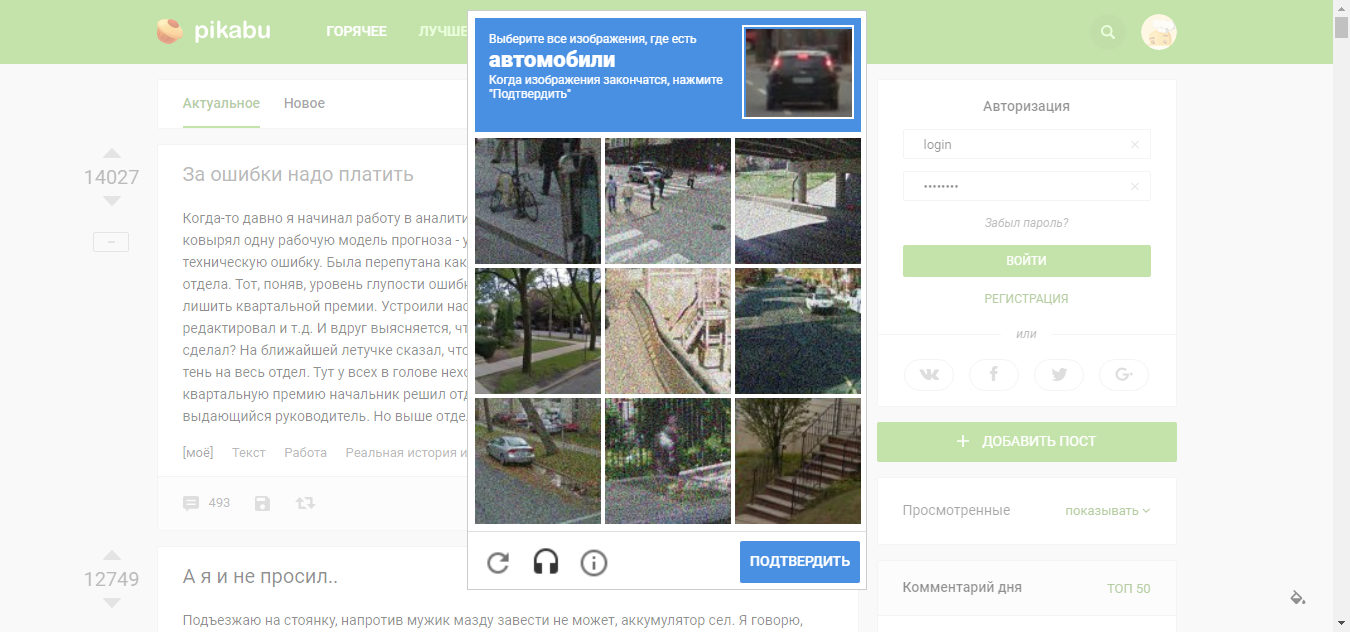 pikabu
ГОРЯЧЕЕ
ЛУЧШЕ
Актуальное
Новое
14027
За ошибки надо платить
Когда-то давно я начинал работу в аналити
ковырял одну рабочую модель прогноза - у
техническую ошибку. Была перепутана как
отдела. Тот, поняв, уровень глупости ошибк
лишить квартальной премии. Устроили нас
редактировал и т.д. И вдруг выясняется, чт
сделал? На ближайшей летучке сказал, что
тень на весь отдел. Тут у всех в голове нехо
квартальную премию начальник решил отд
выдающийся руководитель. Но выше отде
[моё] Текст Работа Реальная история и
493
12749
А я и не просил..
Подъезжаю на стоянку, напротив мужик мазду завести не может, аккумулятор сел. Я говорю,
Выберите все изображения, где есть
автомобили
Когда изображения закончатся, нажмите
"Подтвердить"
ПОДТВЕРДИТЬ
Авторизация
login
••••••••
Забыл пароль?
ВОЙТИ
РЕГИСТРАЦИЯ
или
G+
ДОБАВИТЬ ПОСТ
Просмотренные
показывать
Комментарий дня
ТОП 50